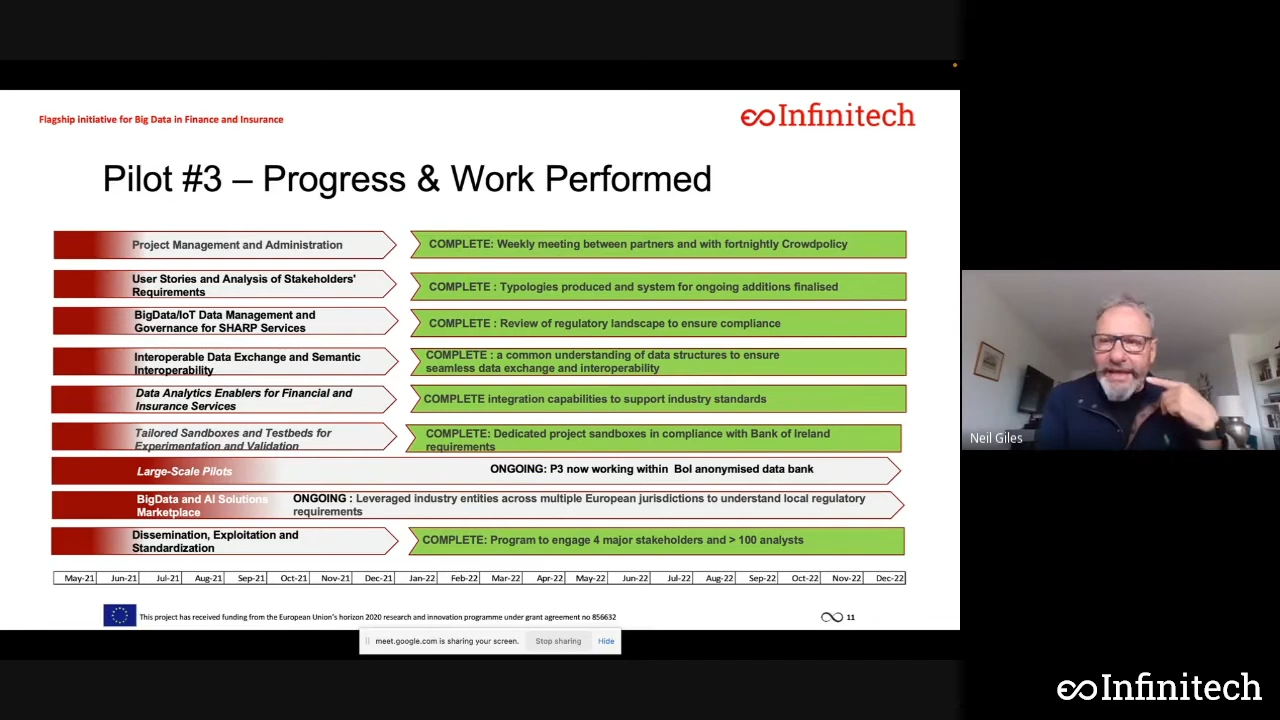 Flagship initiative for Big Data in Finance and Insurance
Infinitech
Pilot #3 – Progress & Work Performed
Project Management and Administration
COMPLETE: Weekly meeting between partners and with fortnightly Crowdpolicy
User Stories and Analysis of Stakeholders'
Requirements
COMPLETE : Typologies produced and system for ongoing additions finalised
BigData/IoT Data Management and
Governance for SHARP Services
COMPLETE : Review of regulatory landscape to ensure compliance
Interoperable Data Exchange and Semantic
Interoperability
COMPLETE : a common understanding of data structures to ensure
seamless data exchange and interoperability
Data Analytics Enablers for Financial and
Insurance Services
COMPLETE integration capabilities to support industry standards
Tailored Sandboxes and Testbeds for
Experimentation and Validation
COMPLETE: Dedicated project sandboxes in compliance with Bank of Ireland
requirements
Large-Scale Pilots
ONGOING: P3 now working within BoI anonymised data bank
BigData and AI Solutions
Marketplace
ONGOING : Leveraged industry entities across multiple European jurisdictions to understand local regulatory
requirements
Dissemination, Exploitation and
Standardization
COMPLETE: Program to engage 4 major stakeholders and > 100 analysts
May-21 Jun-21 Jul-21 Aug-21 Sep-21 Oct-21 Nov-21 Dec-21 Jan-22 Feb-22 Mar-22 Apr-22 May-22 Jun-22 Jul-22 Aug-22 Sep-22 Oct-22 Nov-22 Dec-22
This project has received funding from the European Union's horizon 2020 research and innovation programme under grant agreement no 856632
11
meet.google.com is sharing your screen. Stop sharing Hide
Neil Giles
Infinitech